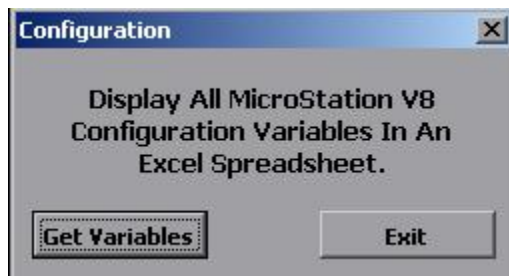 Configuration
Display All MicroStation V8
Configuration Variables In An
Excel Spreadsheet.
Get Variables Exit